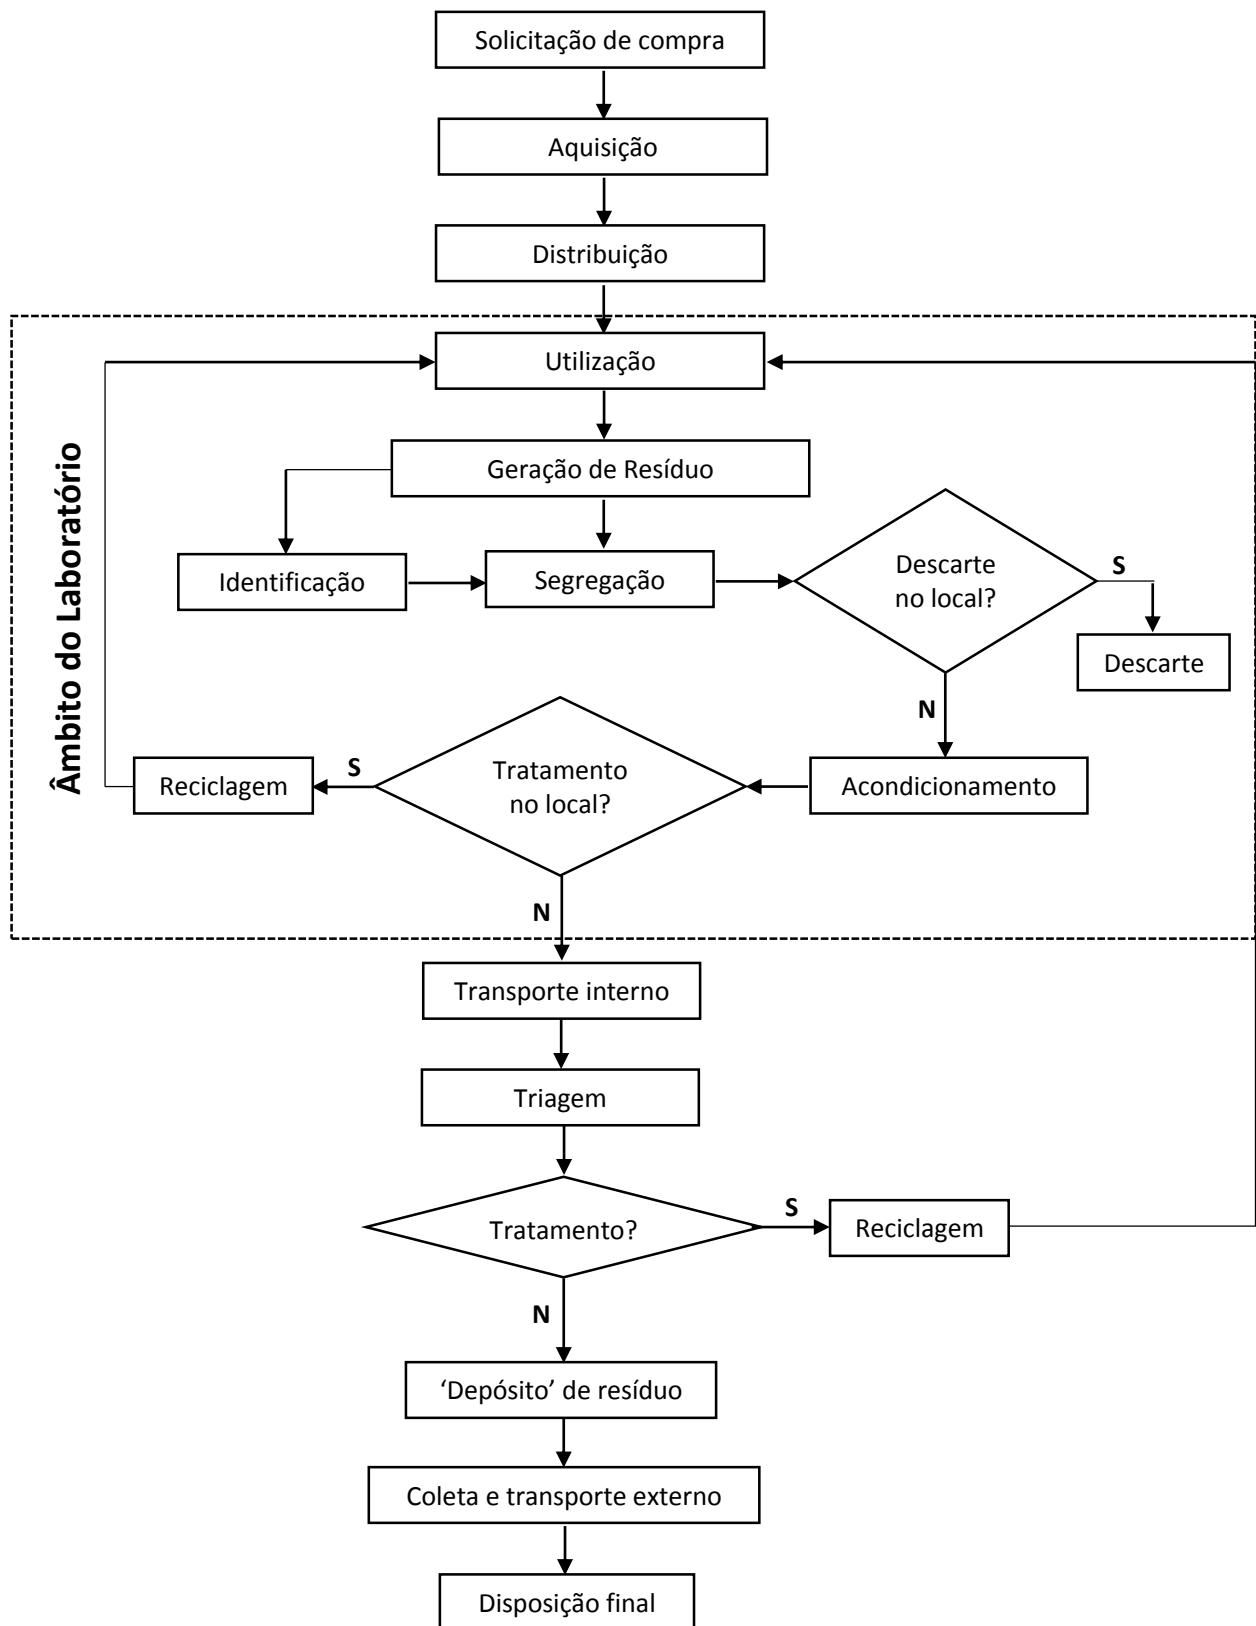 Solicitação de compra
Aquisição
Distribuição
Utilização
Âmbito do Laboratório
Geração de Resíduo
Identificação
Segregação
Descarte
no local?
S
Descarte
N
Reciclagem
S
Tratamento
no local?
Acondicionamento
N
Transporte interno
Triagem
Tratamento?
S
Reciclagem
N
‘Depósito’ de resíduo
Coleta e transporte externo
Disposição final